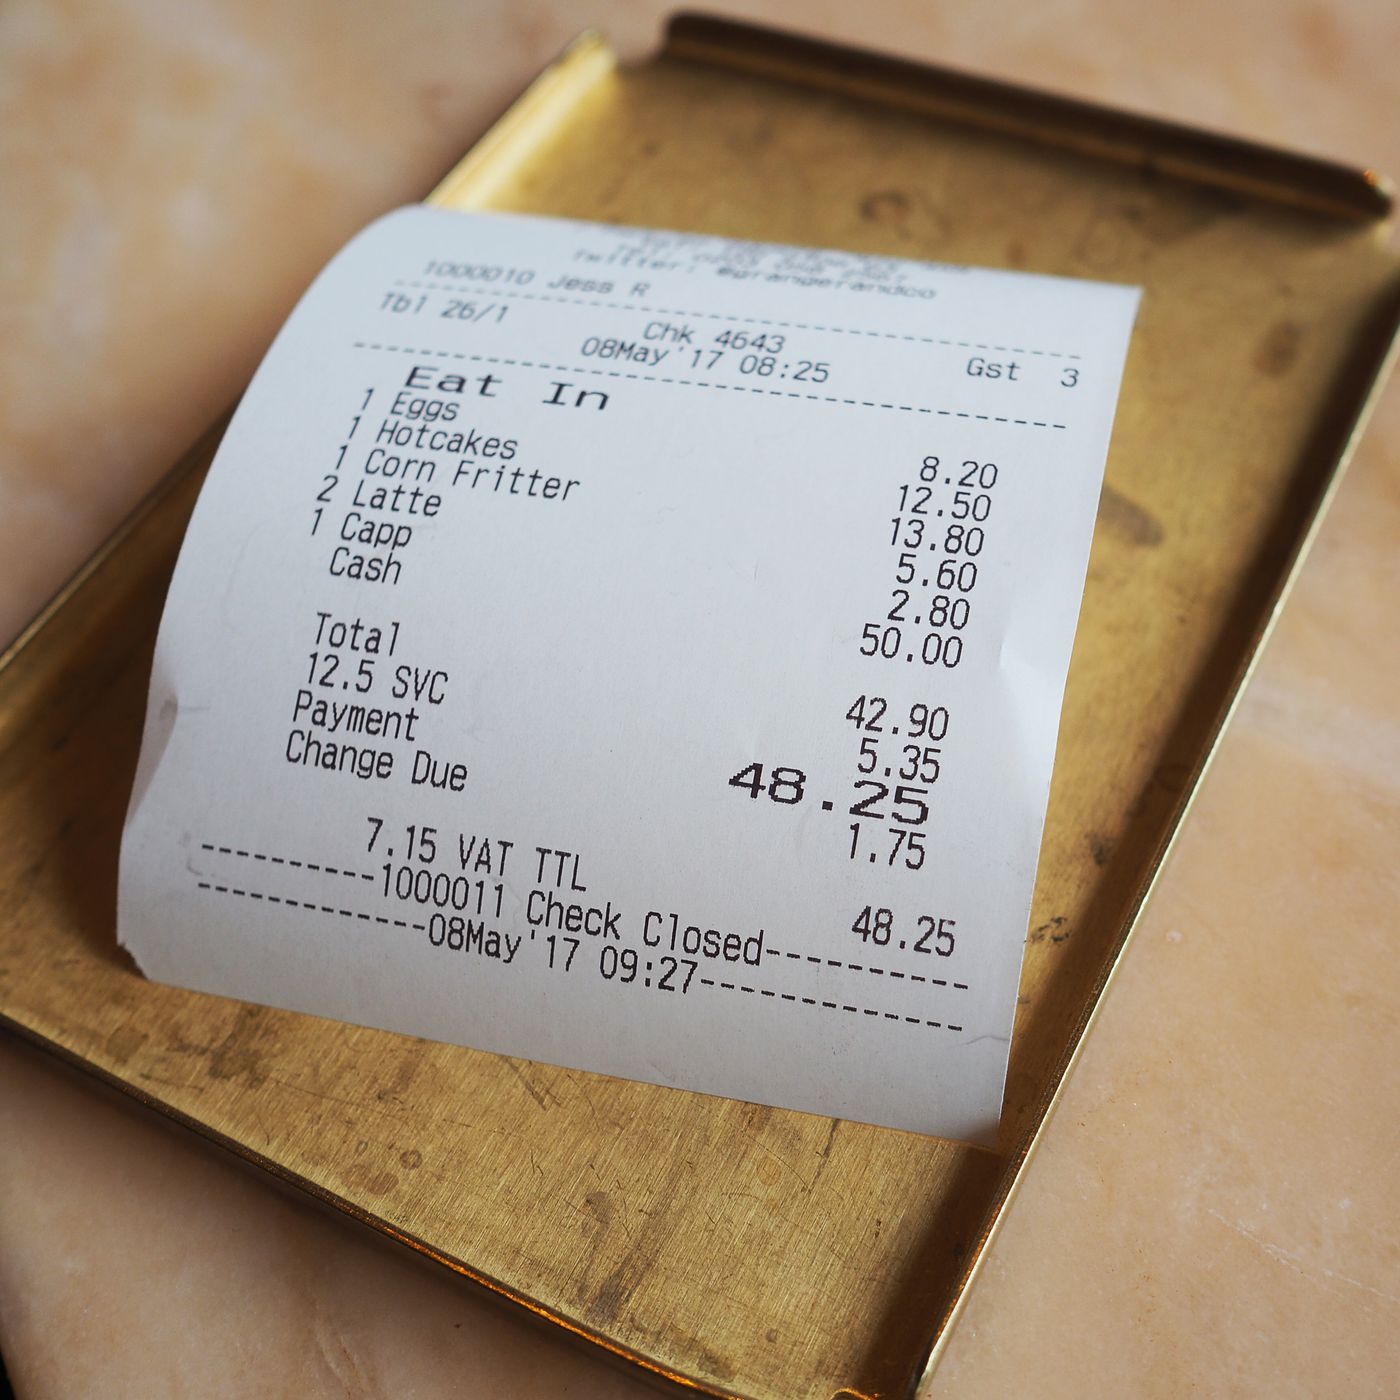 Twitter: @grangerandco
1000010 Jess R
Tbl 26/1 Chk 4643 Gst 3
08May'17 08:25
Eat In
1 Eggs 8.20
1 Hotcakes 12.50
1 Corn Fritter 13.80
2 Latte 5.60
1 Capp 2.80
Cash 50.00
Total 42.90
12.5 SVC 5.35
Payment 48.25
Change Due 1.75
7.15 VAT TTL 48.25
---------1000011 Check Closed----------
------------08May'17 09:27-------------